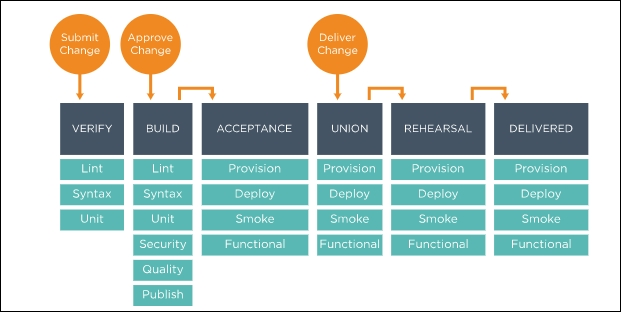 Submit
Change
Approve
Change
Deliver
Change
VERIFY
BUILD
ACCEPTANCE
UNION
REHEARSAL
DELIVERED
Lint
Lint
Provision
Provision
Provision
Provision
Syntax
Syntax
Deploy
Deploy
Deploy
Deploy
Unit
Unit
Smoke
Smoke
Smoke
Smoke
Security
Functional
Functional
Functional
Functional
Quality
Publish